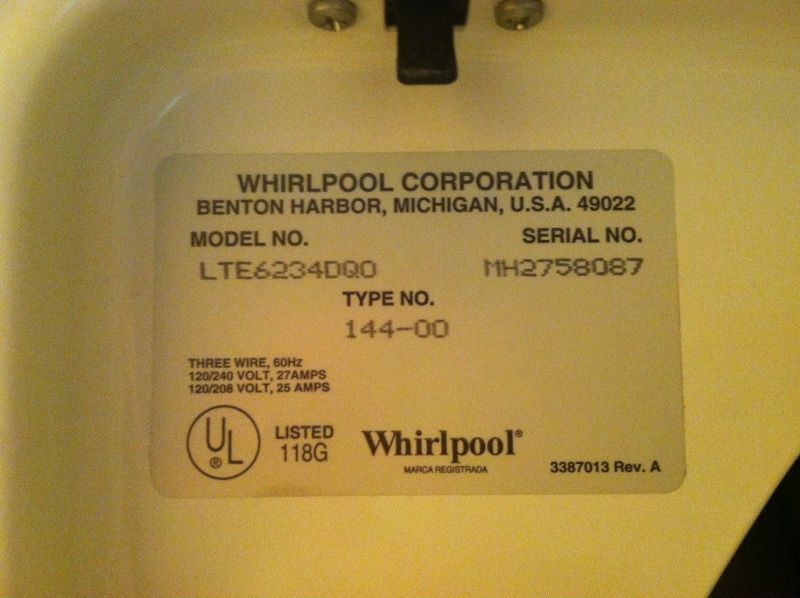 WHIRLPOOL CORPORATION
BENTON HARBOR, MICHIGAN, U.S.A. 49022
MODEL NO. SERIAL NO.
LTE6234DQ0 MH2758087
TYPE NO.
144-00
THREE WIRE, 60Hz
120/240 VOLT, 27AMPS
120/208 VOLT, 25 AMPS
UL ® LISTED 118G
Whirlpool®
MARCA REGISTRADA
3387013 Rev. A